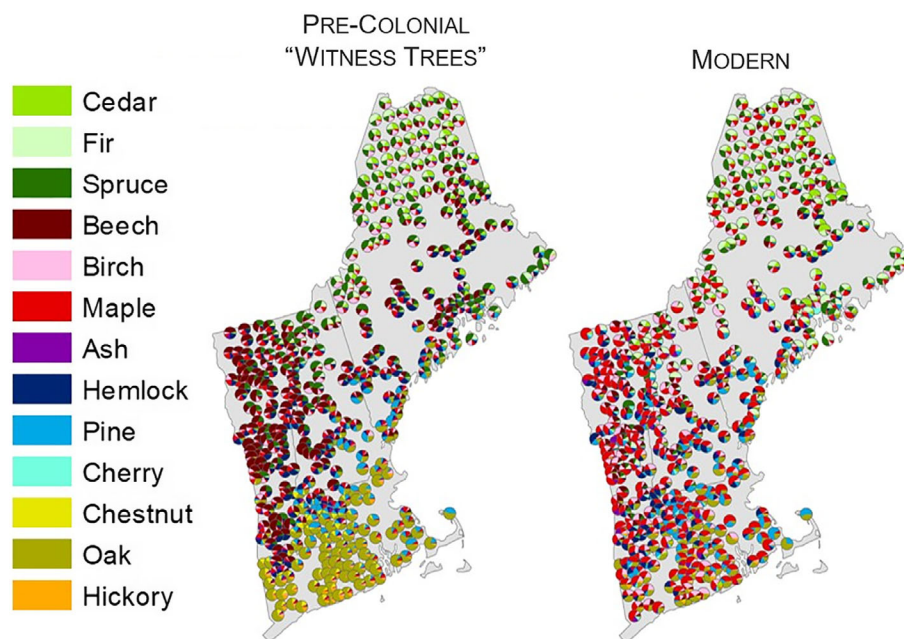 PRE-COLONIAL
"WITNESS TREES"
MODERN
Cedar
Fir
Spruce
Beech
Birch
Maple
Ash
Hemlock
Pine
Cherry
Chestnut
Oak
Hickory